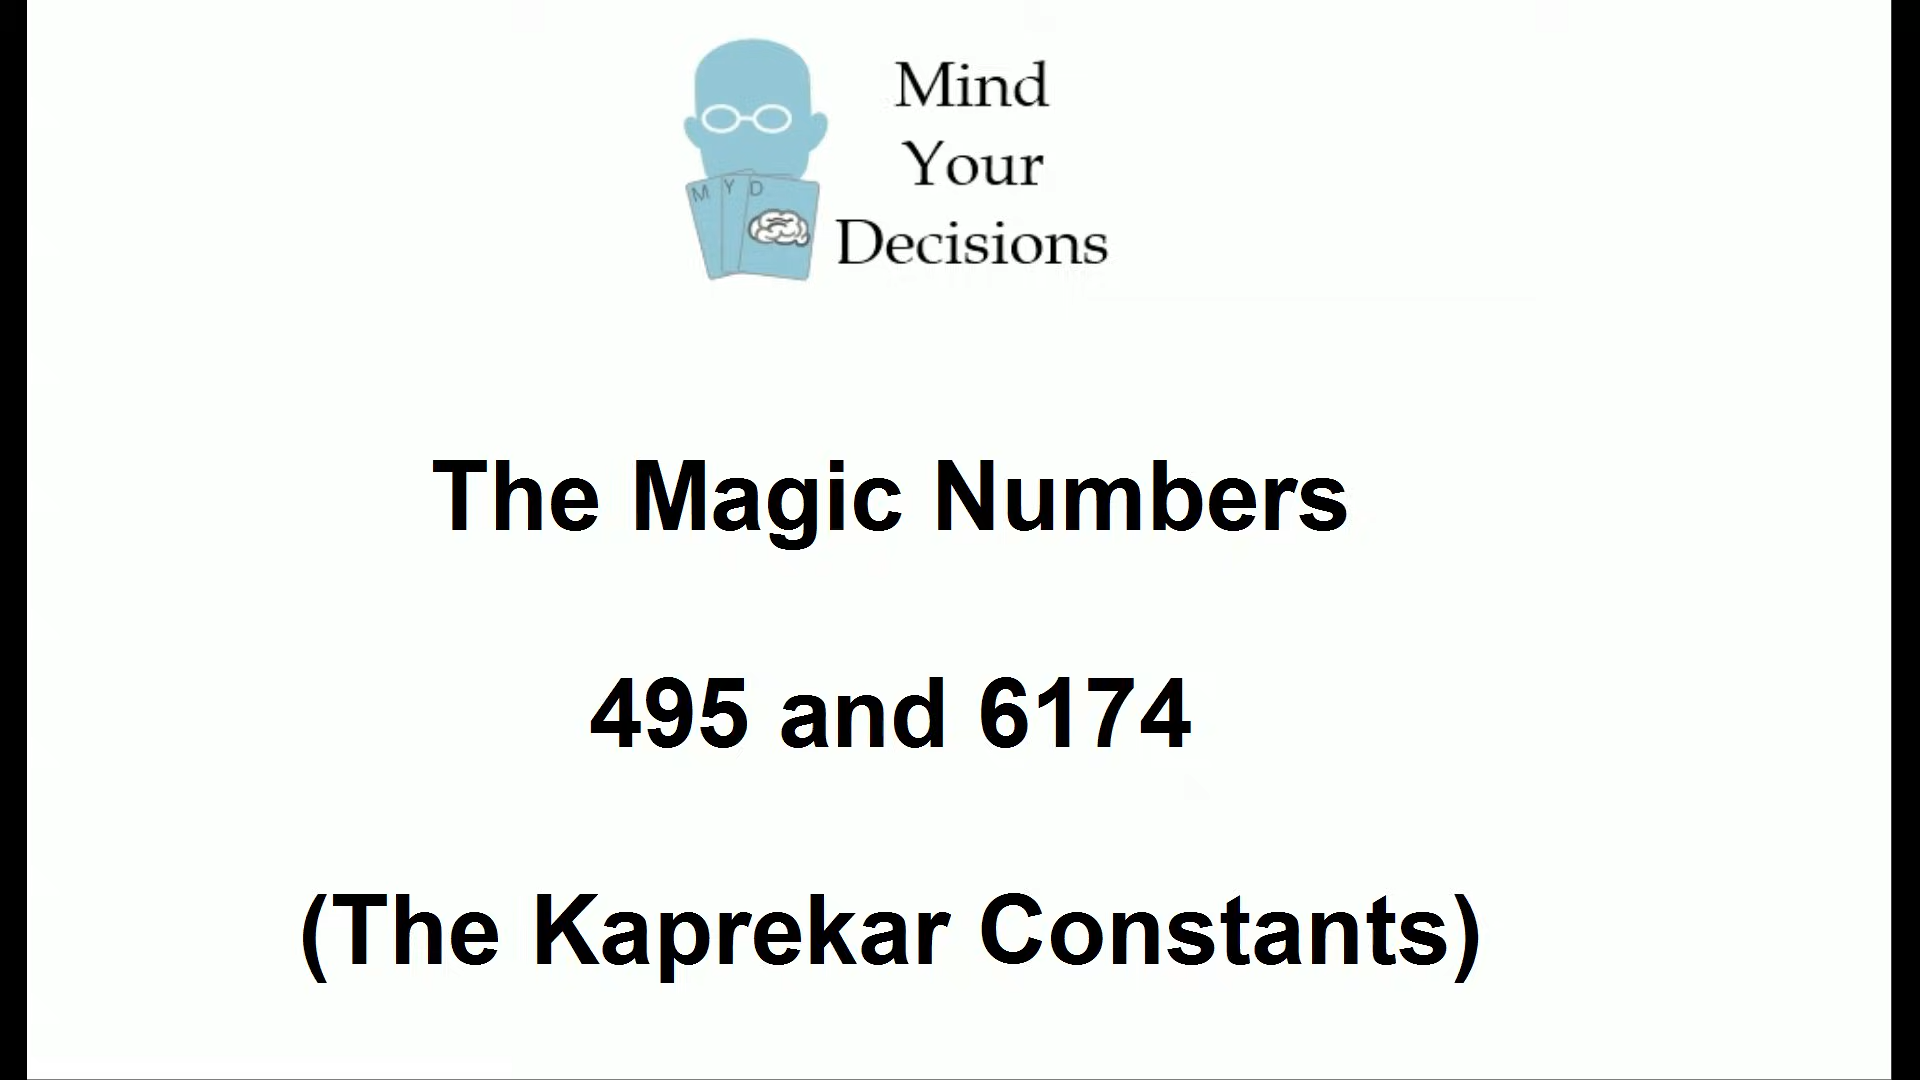 Mind
Your
Decisions
M Y D
The Magic Numbers
495 and 6174
(The Kaprekar Constants)